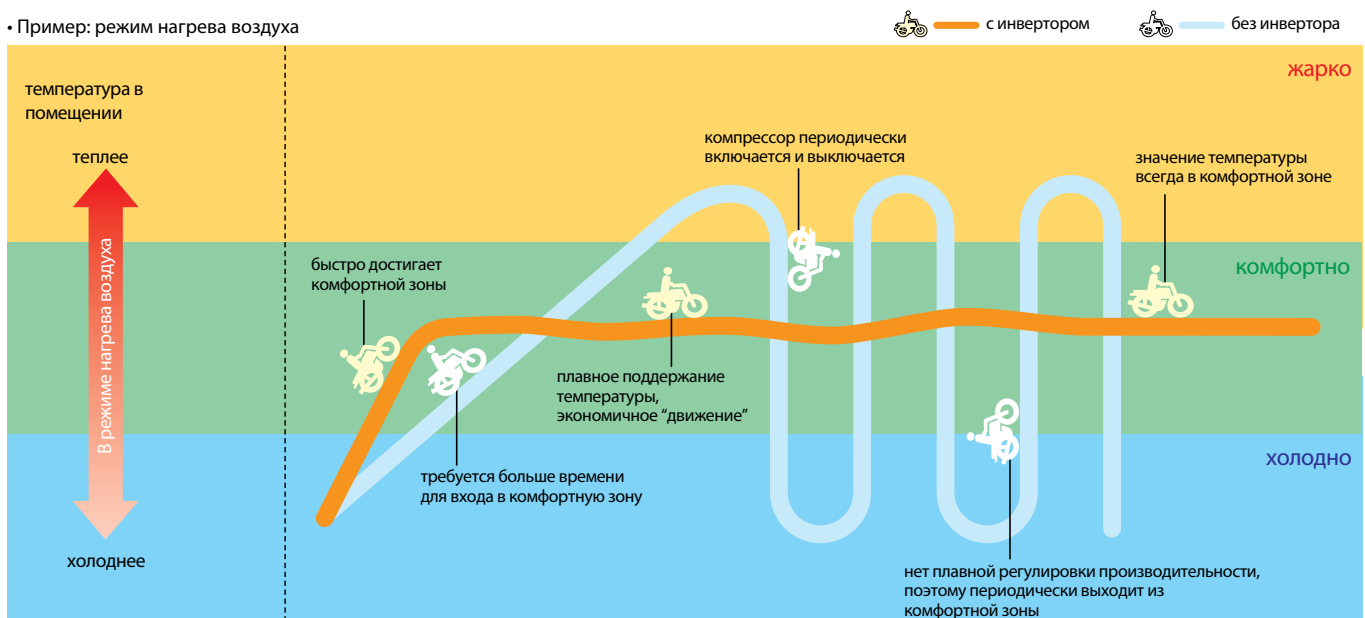 • Пример: режим нагрева воздуха
с инвертором
без инвертора
жарко
температура в
помещении
теплее
компрессор периодически
включается и выключается
значение температуры
всегда в комфортной зоне
В режиме нагрева воздуха
быстро достигает
комфортной зоны
комфортно
плавное поддержание
температуры,
экономичное “движение”
холодно
требуется больше времени
для входа в комфортную зону
холоднее
нет плавной регулировки производительности,
поэтому периодически выходит из
комфортной зоны